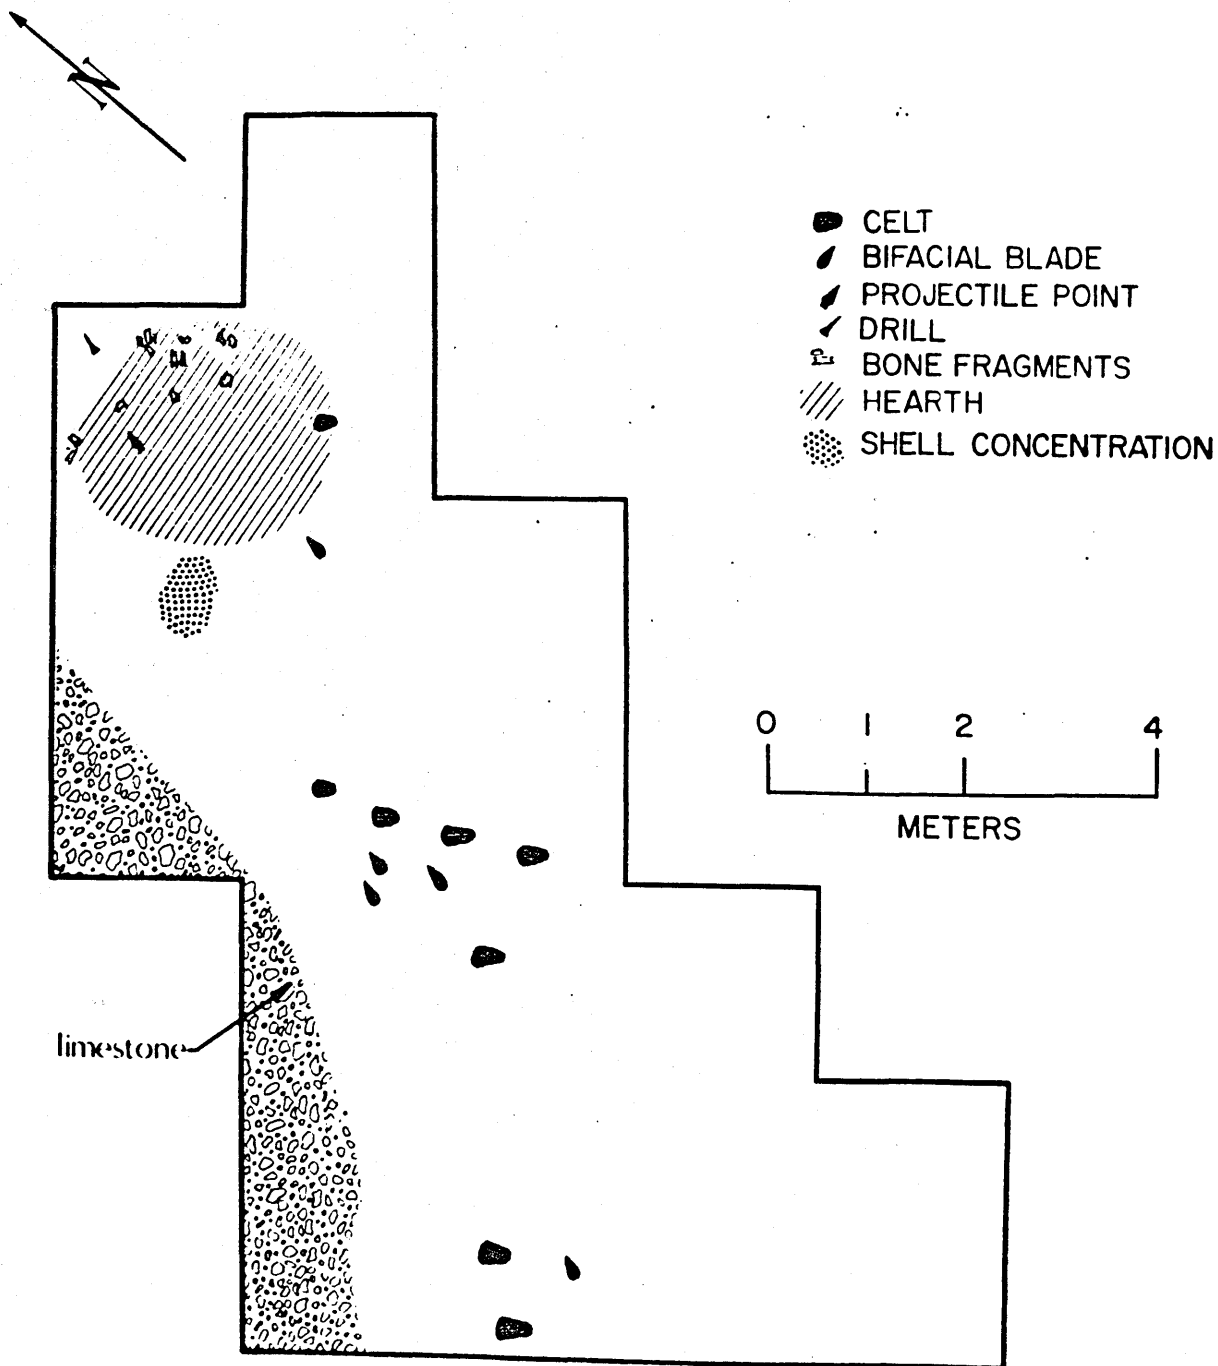 N
CELT
BIFACIAL BLADE
PROJECTILE POINT
DRILL
BONE FRAGMENTS
HEARTH
SHELL CONCENTRATION
0 1 2 4
METERS
limestone